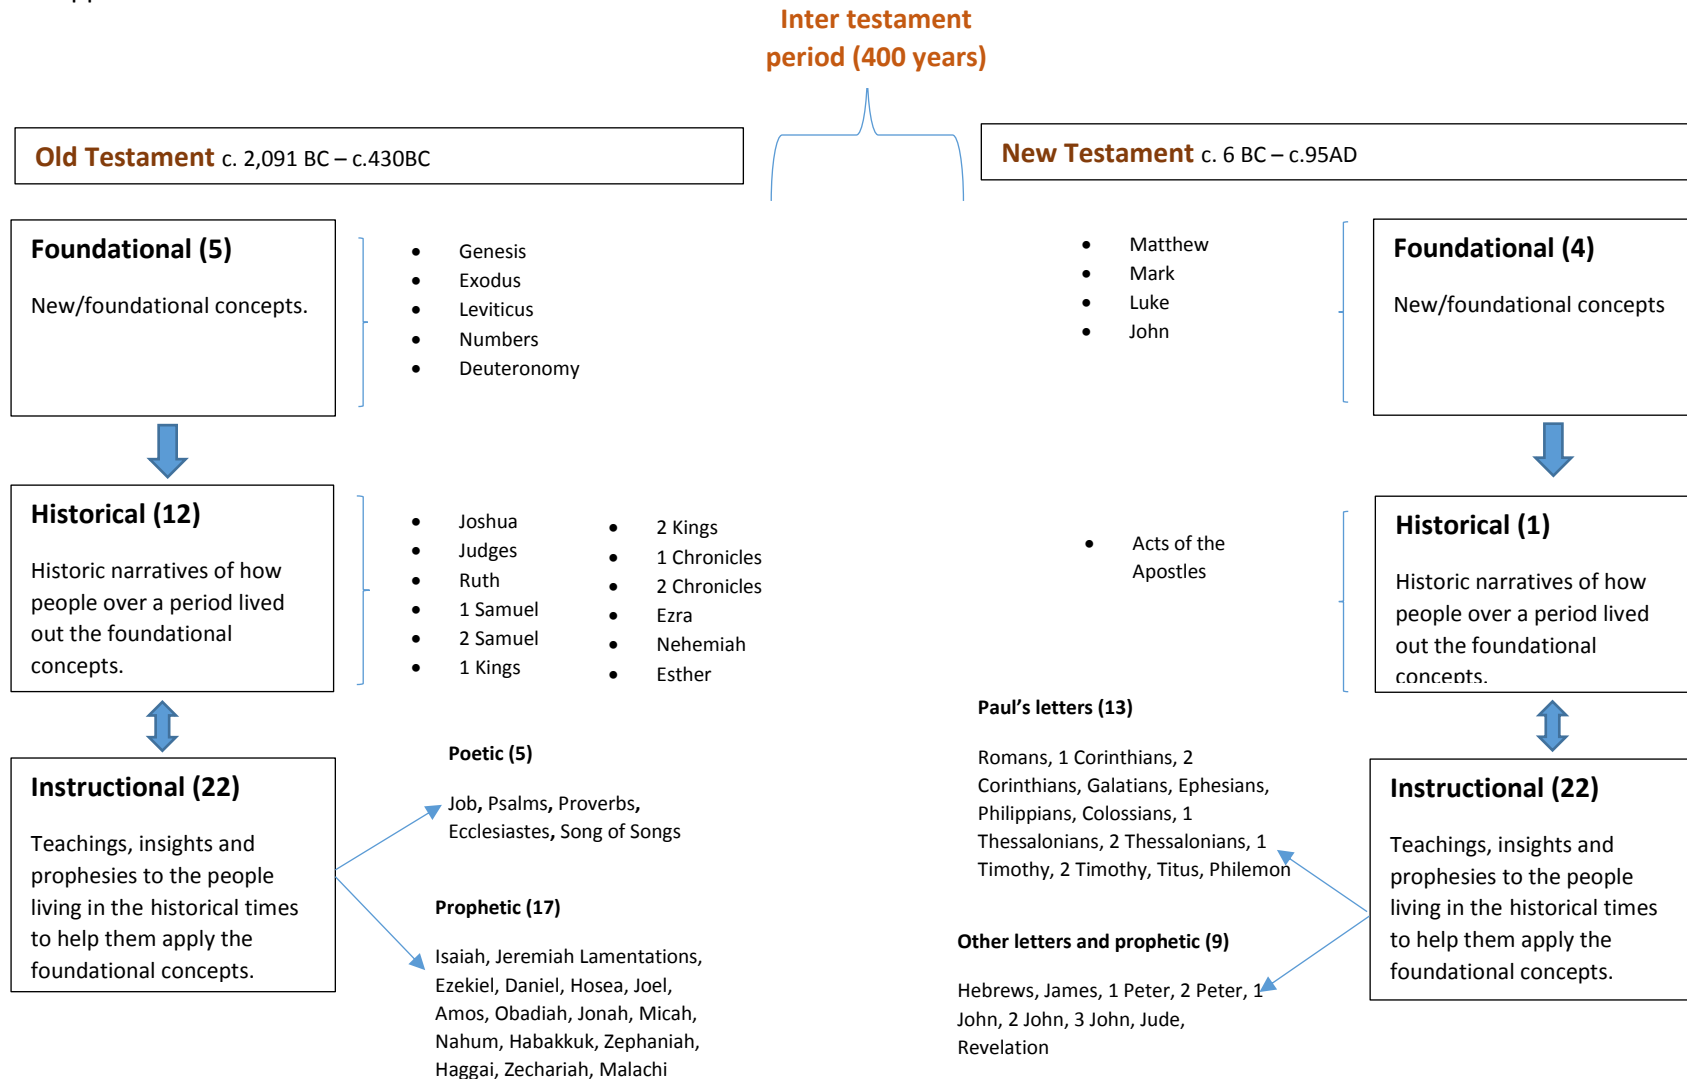 Inter testament
period (400 years)
Old Testament c. 2,091 BC – c.430BC
New Testament c. 6 BC – c.95AD
Foundational (5)
New/foundational concepts.
• Genesis
• Exodus
• Leviticus
• Numbers
• Deuteronomy
• Matthew
• Mark
• Luke
• John
Foundational (4)
New/foundational concepts
Historical (12)
Historic narratives of how
people over a period lived
out the foundational
concepts.
• Joshua
• Judges
• Ruth
• 1 Samuel
• 2 Samuel
• 1 Kings
• 2 Kings
• 1 Chronicles
• 2 Chronicles
• Ezra
• Nehemiah
• Esther
• Acts of the
Apostles
Historical (1)
Historic narratives of how
people over a period lived
out the foundational
concepts.
Instructional (22)
Teachings, insights and
prophesies to the people
living in the historical times
to help them apply the
foundational concepts.
Poetic (5)
Job, Psalms, Proverbs,
Ecclesiastes, Song of Songs
Prophetic (17)
Isaiah, Jeremiah Lamentations,
Ezekiel, Daniel, Hosea, Joel,
Amos, Obadiah, Jonah, Micah,
Nahum, Habakkuk, Zephaniah,
Haggai, Zechariah, Malachi
Paul's letters (13)
Romans, 1 Corinthians, 2
Corinthians, Galatians, Ephesians,
Philippians, Colossians, 1
Thessalonians, 2 Thessalonians, 1
Timothy, 2 Timothy, Titus, Philemon
Other letters and prophetic (9)
Hebrews, James, 1 Peter, 2 Peter, 1
John, 2 John, 3 John, Jude,
Revelation
Instructional (22)
Teachings, insights and
prophesies to the people
living in the historical times
to help them apply the
foundational concepts.